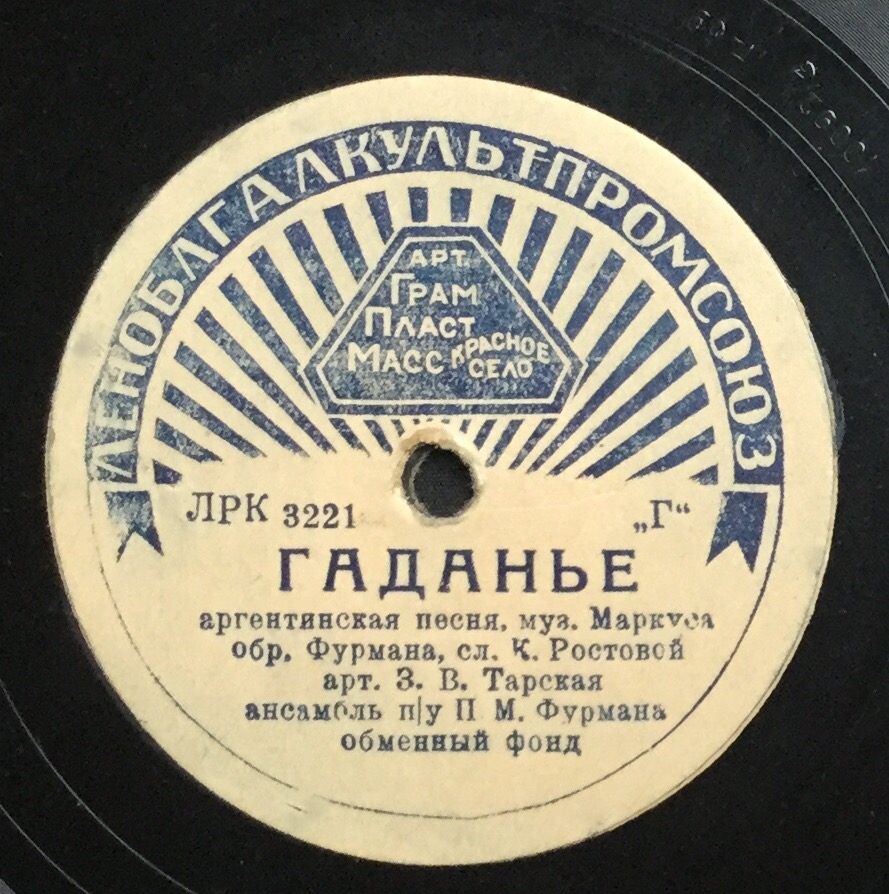 ЛЕНОБЛГАЛКУЛЬТПРОМСОЮЗ
АРТ.
ГРАМ
ПЛАСТ
МАСС КРАСНОЕ СЕЛО
ЛРК 3221 „Г“
ГАДАНЬЕ
аргентинская песня, муз. Маркуса
обр. Фурмана, сл. К. Ростовой
арт. З. В. Тарская
ансамбль п/у П М. Фурмана
обменный фонд